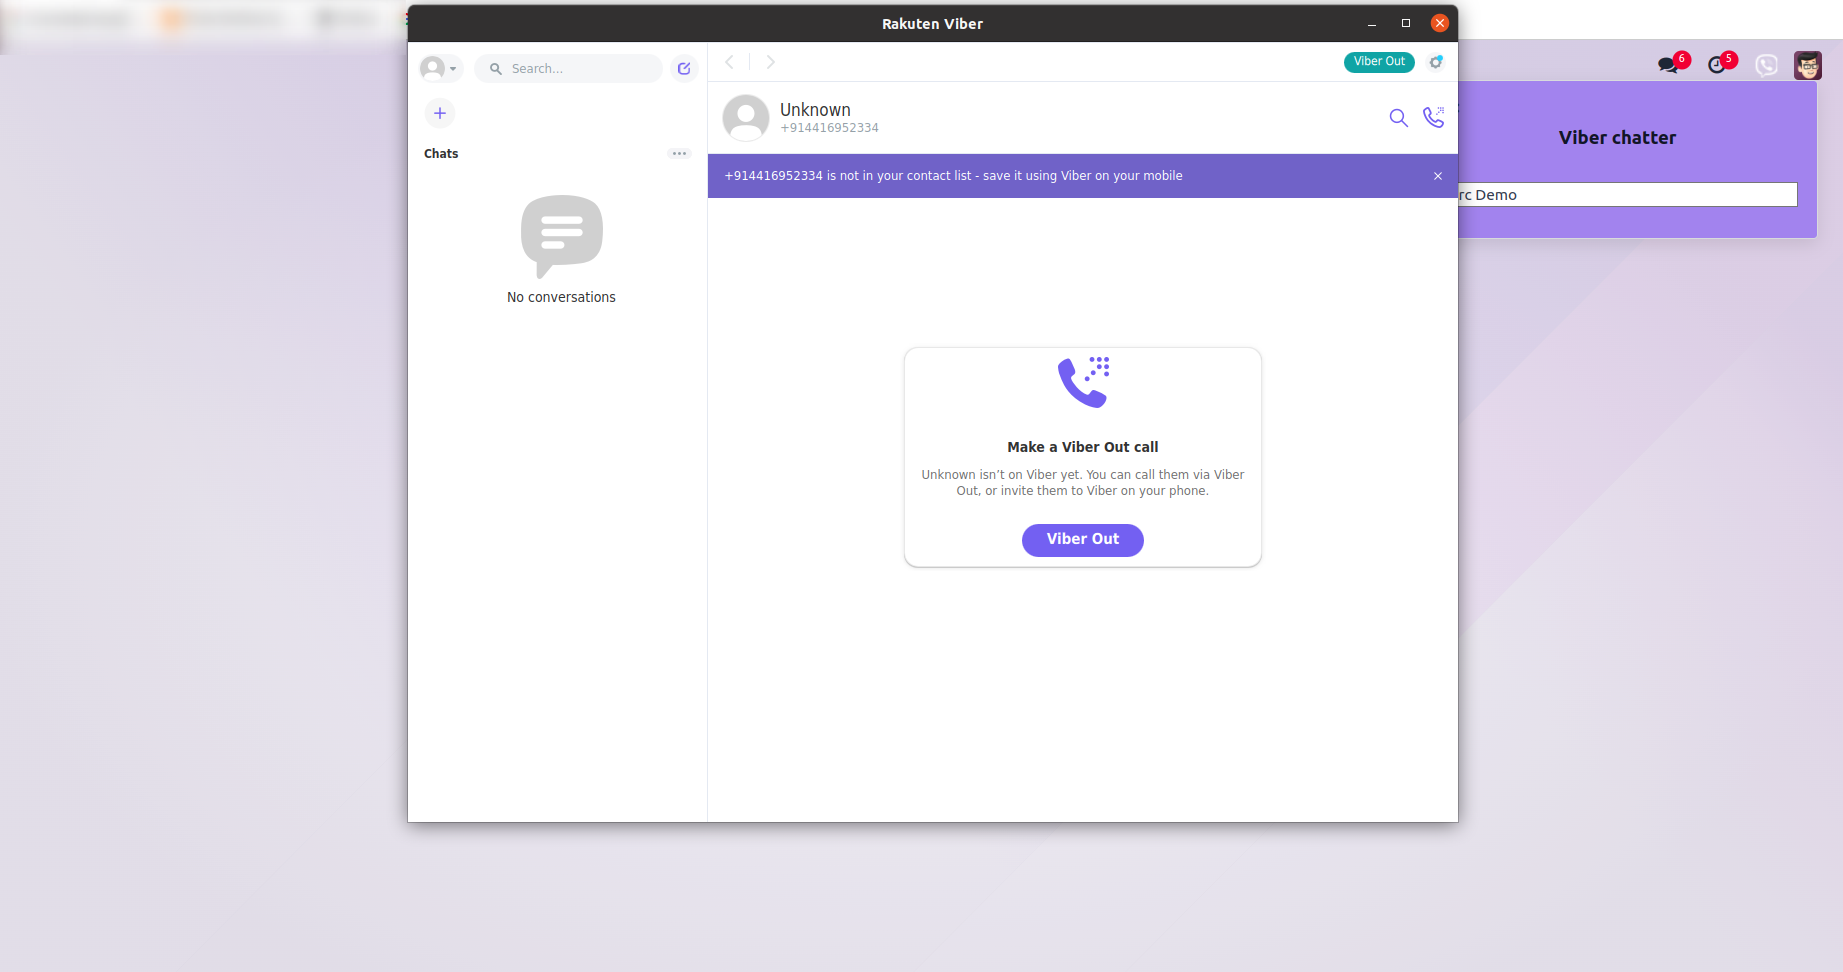 Rakuten Viber
Search...
Viber Out
6
5
Unknown
+914416952334
Viber chatter
Chats
+914416952334 is not in your contact list - save it using Viber on your mobile
rc Demo
No conversations
Make a Viber Out call
Unknown isn’t on Viber yet. You can call them via Viber
Out, or invite them to Viber on your phone.
Viber Out